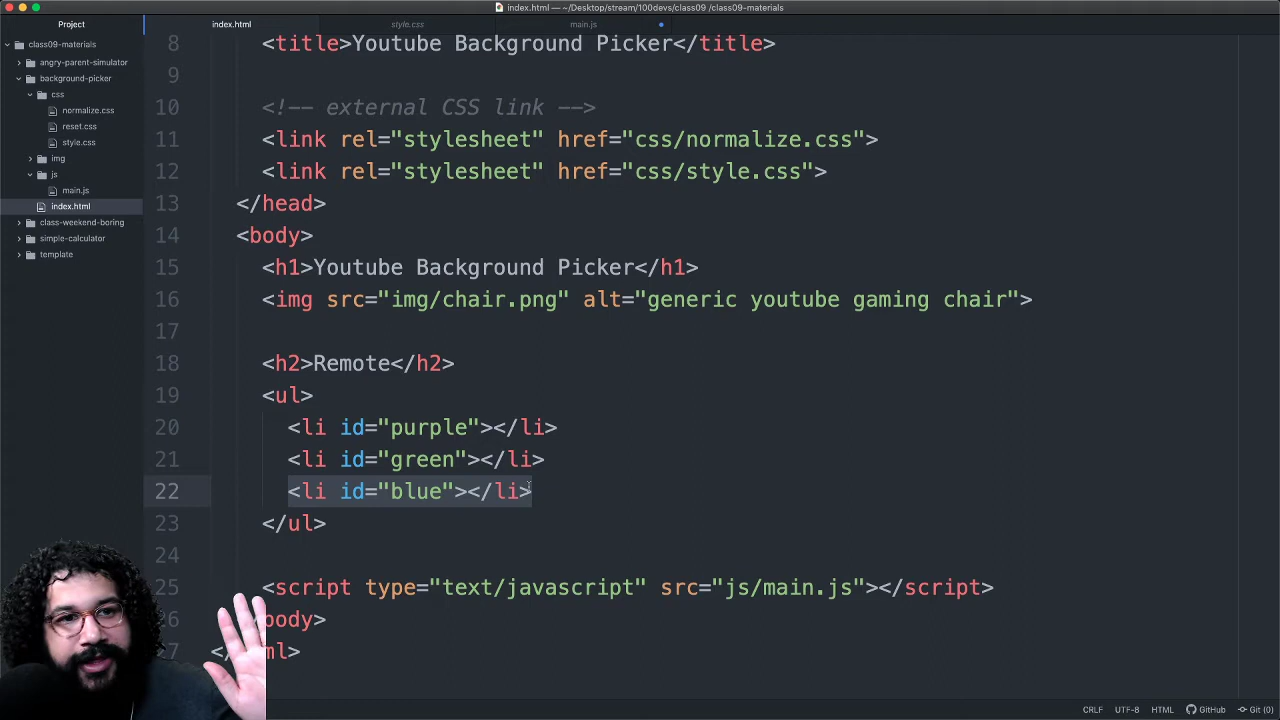 index.html — ~/Desktop/stream/100devs/class09 /class09-materials
Project
index.html
style.css
main.js
class09-materials
angry-parent-simulator
background-picker
css
normalize.css
reset.css
style.css
img
js
main.js
index.html
class-weekend-boring
simple-calculator
template
8 <title>Youtube Background Picker</title>
9
10 <!-- external CSS link -->
11 <link rel="stylesheet" href="css/normalize.css">
12 <link rel="stylesheet" href="css/style.css">
13 </head>
14 <body>
15 <h1>Youtube Background Picker</h1>
16 <img src="img/chair.png" alt="generic youtube gaming chair">
17
18 <h2>Remote</h2>
19 <ul>
20 <li id="purple"></li>
21 <li id="green"></li>
22 <li id="blue"></li>
23 </ul>
24
25 <script type="text/javascript" src="js/main.js"></script>
26 body>
27 </ ml>
CRLF UTF-8 HTML GitHub Git (0)